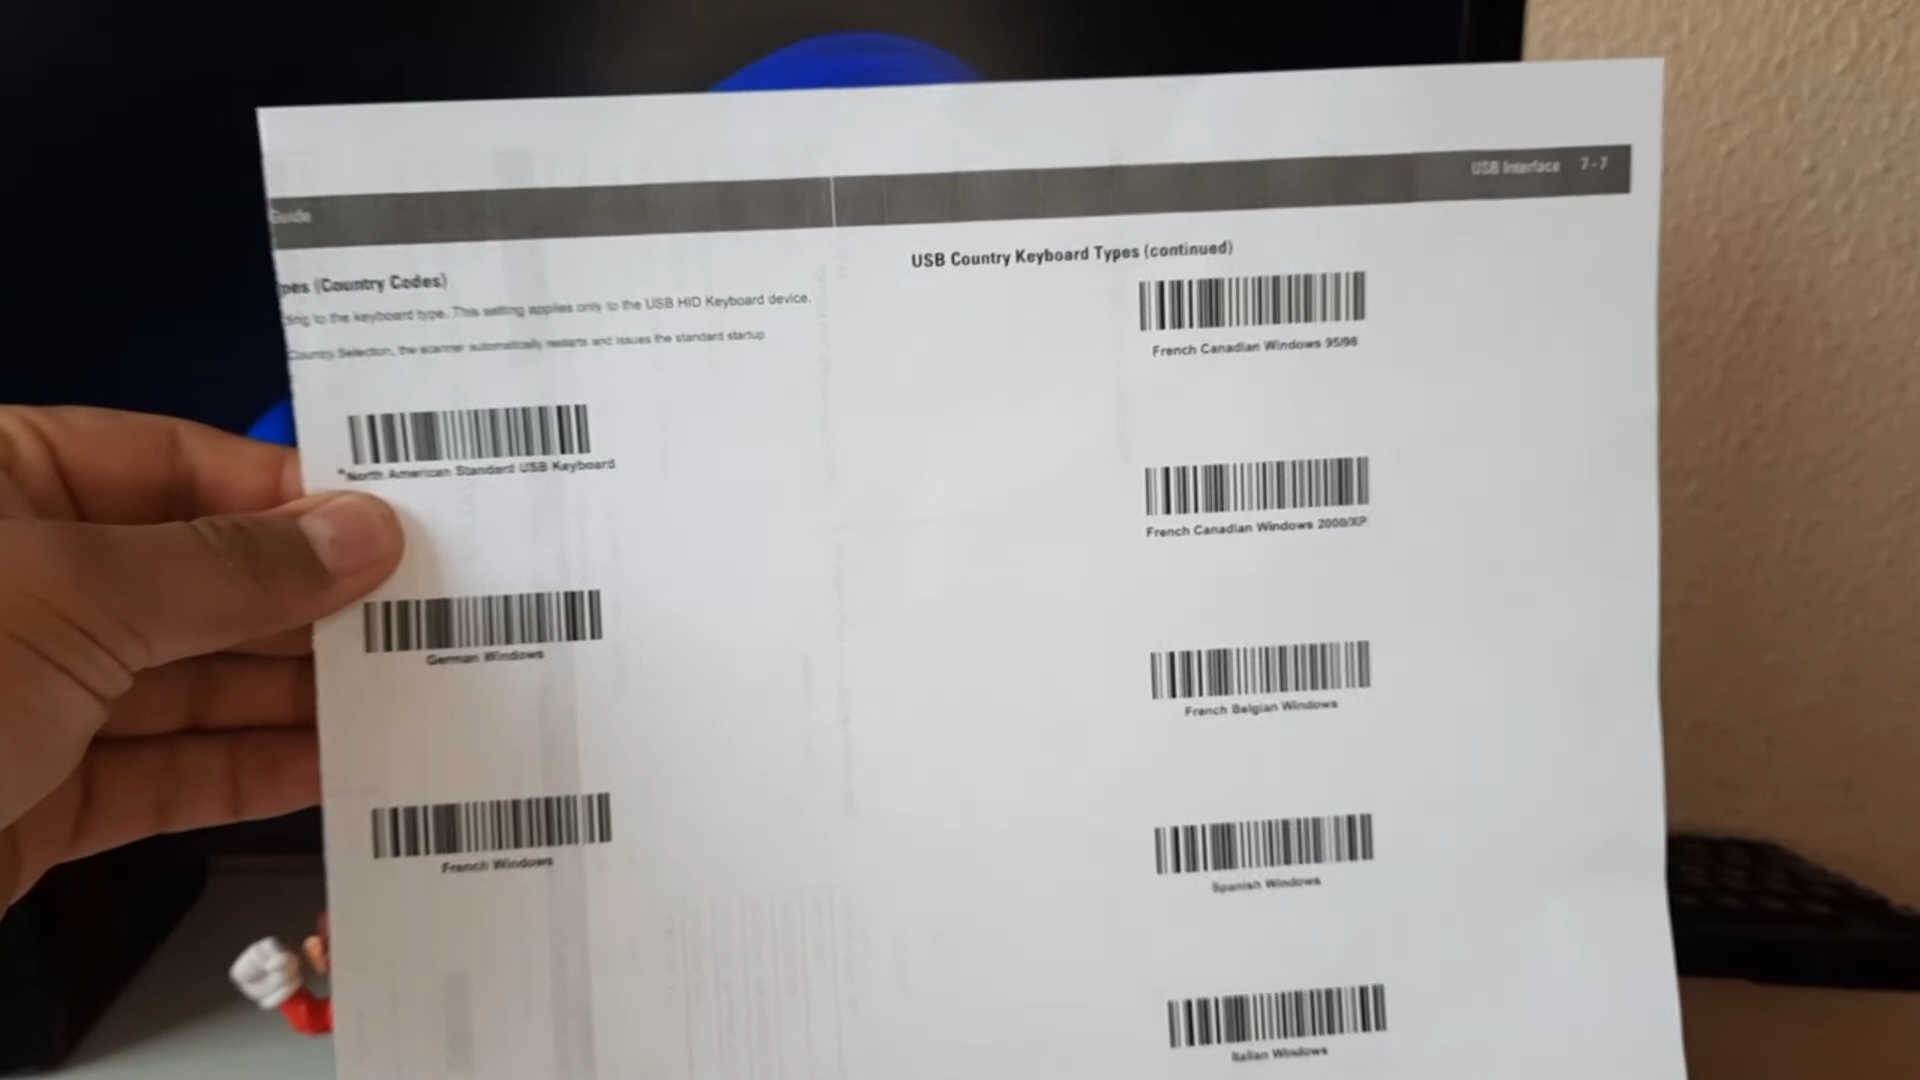 Guide
USB Interface 7-7
pes (Country Codes)
ding to the keyboard type. This setting applies only to the USB HID Keyboard device.
Country Selection, the scanner automatically restarts and issues the standard startup
*North American Standard USB Keyboard
German Windows
French Windows
USB Country Keyboard Types (continued)
French Canadian Windows 95/98
French Canadian Windows 2000/XP
French Belgian Windows
Spanish Windows
Italian Windows